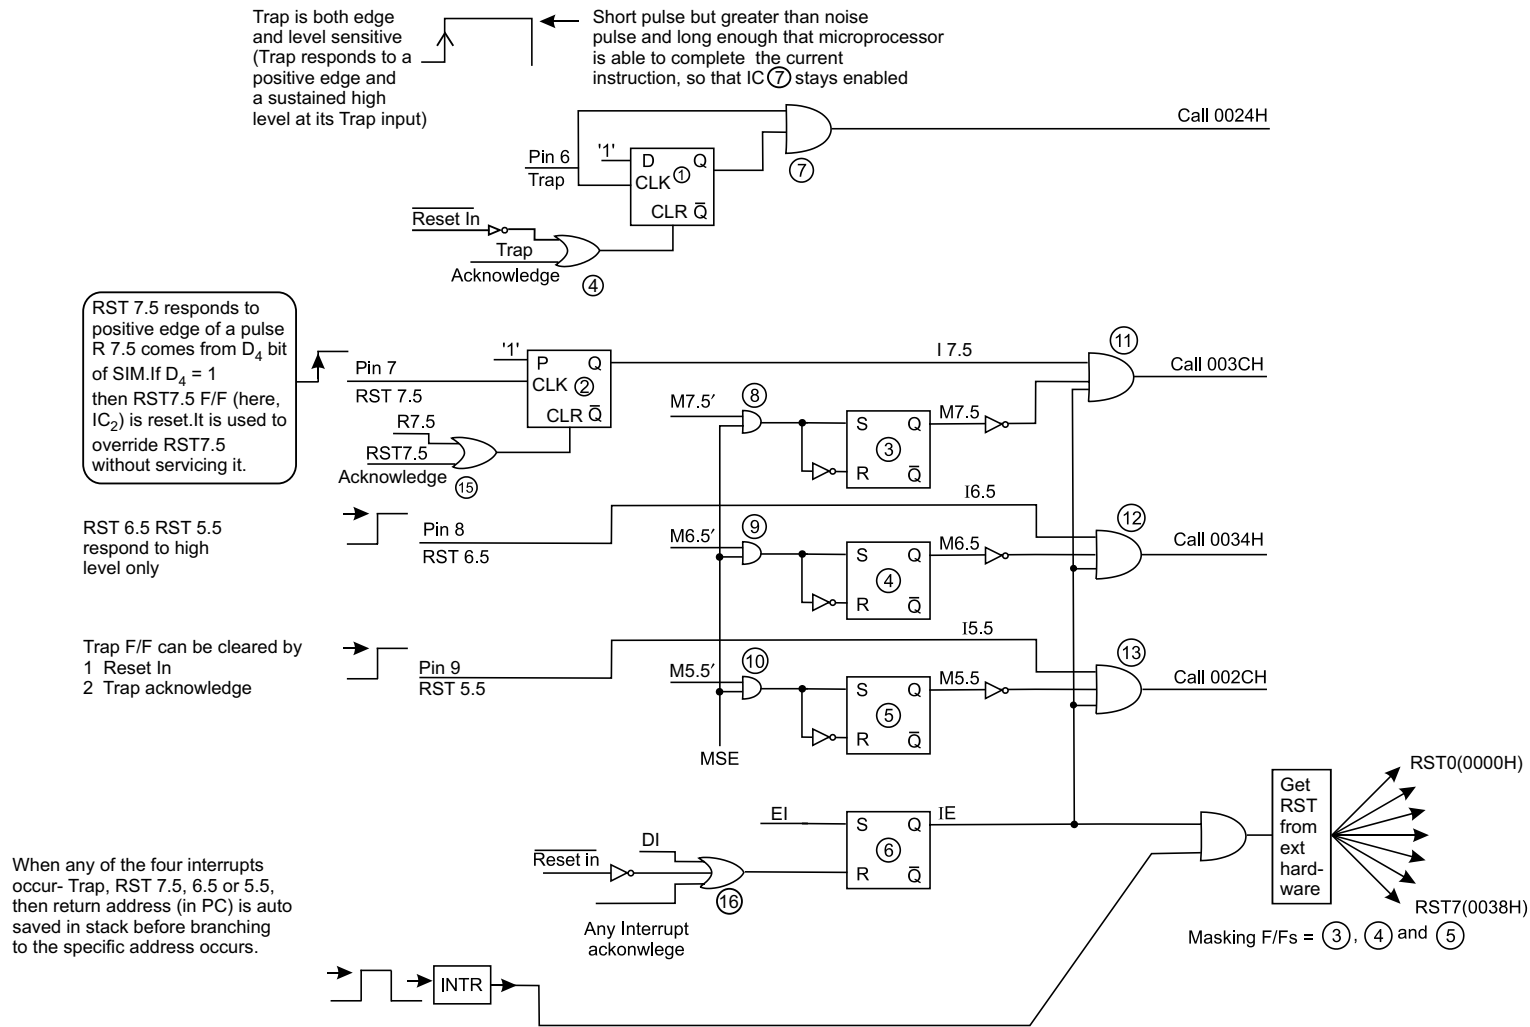 Trap is both edge
and level sensitive
(Trap responds to a
positive edge and
a sustained high
level at its Trap input)
Short pulse but greater than noise
pulse and long enough that microprocessor
is able to complete the current
instruction, so that IC 7 stays enabled
Call 0024H
Pin 6
Trap
'1'
D Q
CLK 1
CLR Q̅
7
Reset In
Trap
Acknowledge
4
RST 7.5 responds to
positive edge of a pulse
R 7.5 comes from D4 bit
of SIM.If D4 = 1
then RST7.5 F/F (here,
IC2) is reset.It is used to
override RST7.5
without servicing it.
Pin 7
RST 7.5
'1'
P Q
CLK 2
CLR Q̅
R7.5
RST7.5
Acknowledge
15
I 7.5
11
Call 003CH
M7.5′
8
S Q
3
R Q̅
M7.5
RST 6.5 RST 5.5
respond to high
level only
Pin 8
RST 6.5
I6.5
M6.5′
9
S Q
4
R Q̅
M6.5
12
Call 0034H
Trap F/F can be cleared by
1 Reset In
2 Trap acknowledge
Pin 9
RST 5.5
I5.5
M5.5′
10
S Q
5
R Q̅
M5.5
13
Call 002CH
MSE
EI
S Q
6
R Q̅
IE
DI
Reset in
16
Any Interrupt
ackonwlege
Get
RST
from
ext
hard-
ware
RST0(0000H)
RST7(0038H)
Masking F/Fs = 3 , 4 and 5
When any of the four interrupts
occur- Trap, RST 7.5, 6.5 or 5.5,
then return address (in PC) is auto
saved in stack before branching
to the specific address occurs.
INTR